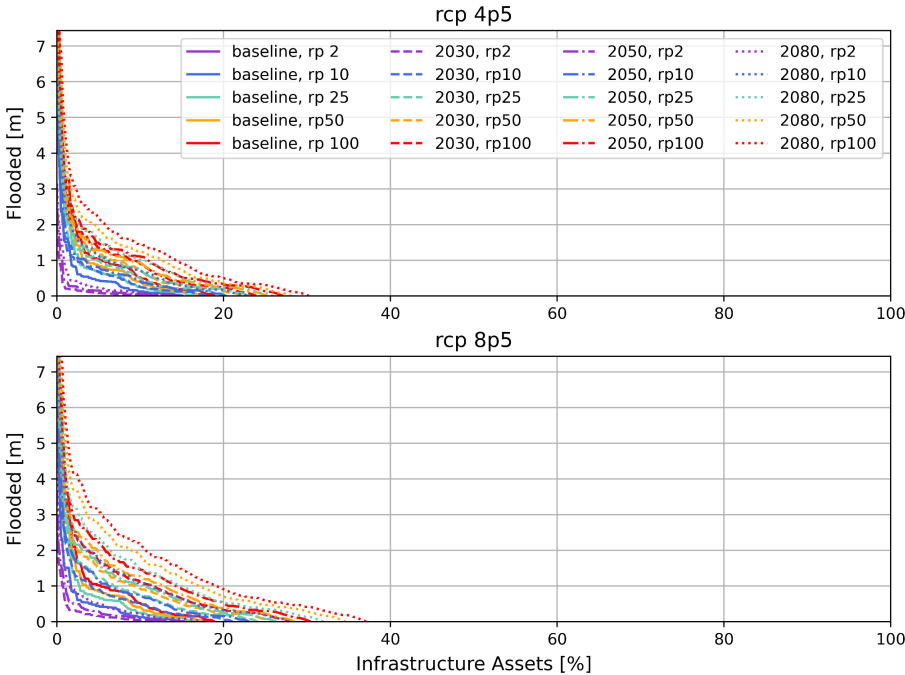 rcp 4p5
7
6
5
4
3
2
1
0
Flooded [m]
baseline, rp 2 2030, rp2 2050, rp2 2080, rp2
baseline, rp 10 2030, rp10 2050, rp10 2080, rp10
baseline, rp 25 2030, rp25 2050, rp25 2080, rp25
baseline, rp50 2030, rp50 2050, rp50 2080, rp50
baseline, rp 100 2030, rp100 2050, rp100 2080, rp100
0 20 40 60 80 100
rcp 8p5
7
6
5
4
3
2
1
0
Flooded [m]
0 20 40 60 80 100
Infrastructure Assets [%]